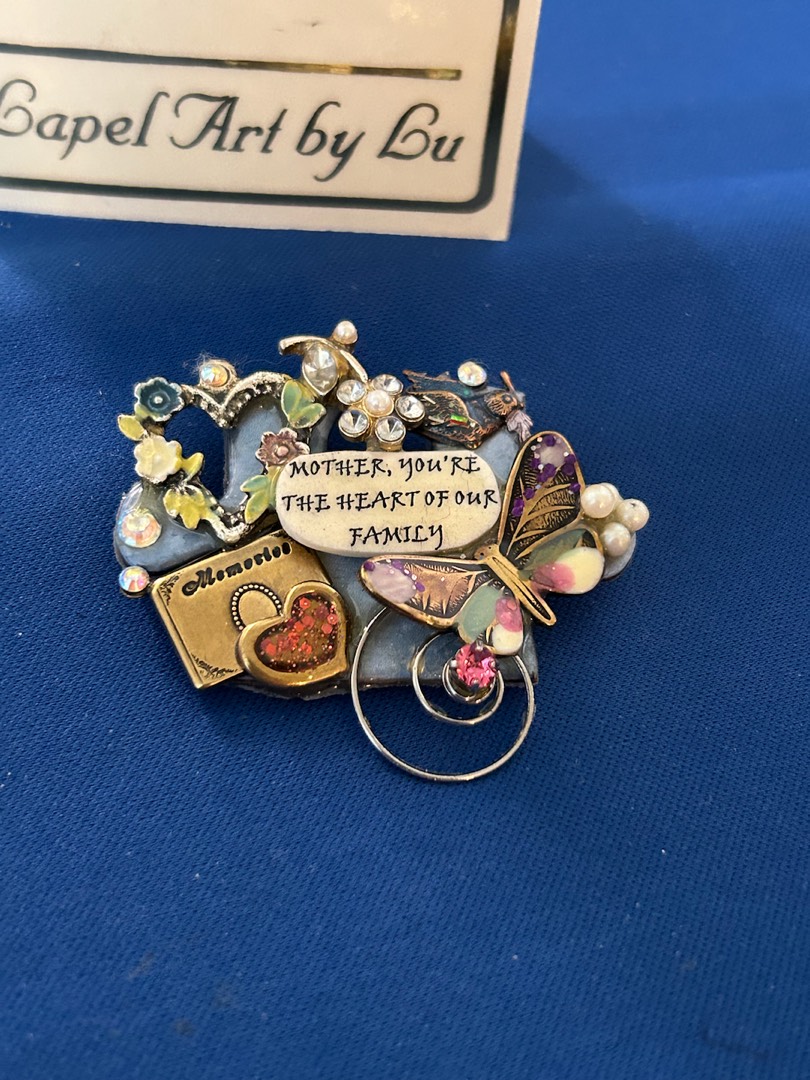 Lapel Art by Lu
MOTHER, YOU'RE
THE HEART OF OUR
FAMILY
Memories